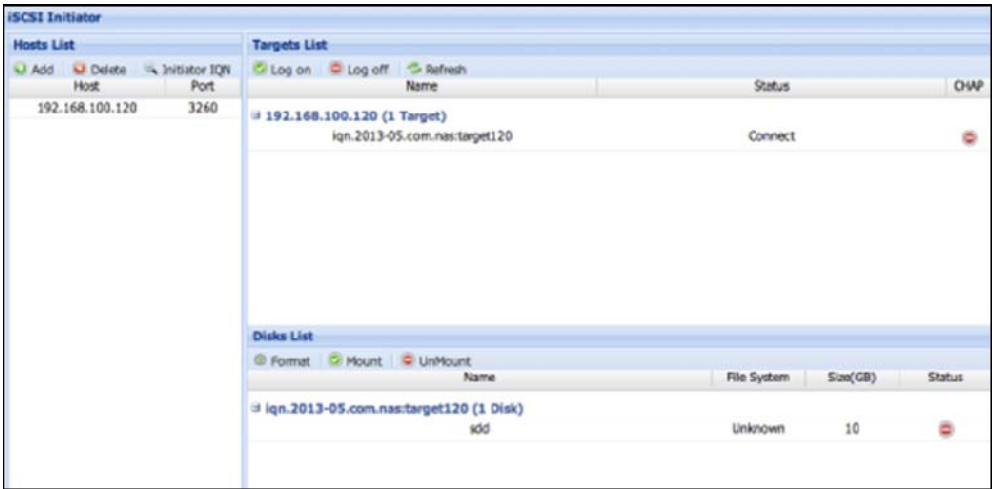 iSCSI Initiator
Hosts List
Add Delete Initiator IQN
Host Port
192.168.100.120 3260
Targets List
Log on Log off Refresh
Name Status CHAP
192.168.100.120 (1 Target)
iqn.2013-05.com.nas:target120 Connect
Disks List
Format Mount UnMount
Name File System Size(GB) Status
iqn.2013-05.com.nas:target120 (1 Disk)
sdd Unknown 10